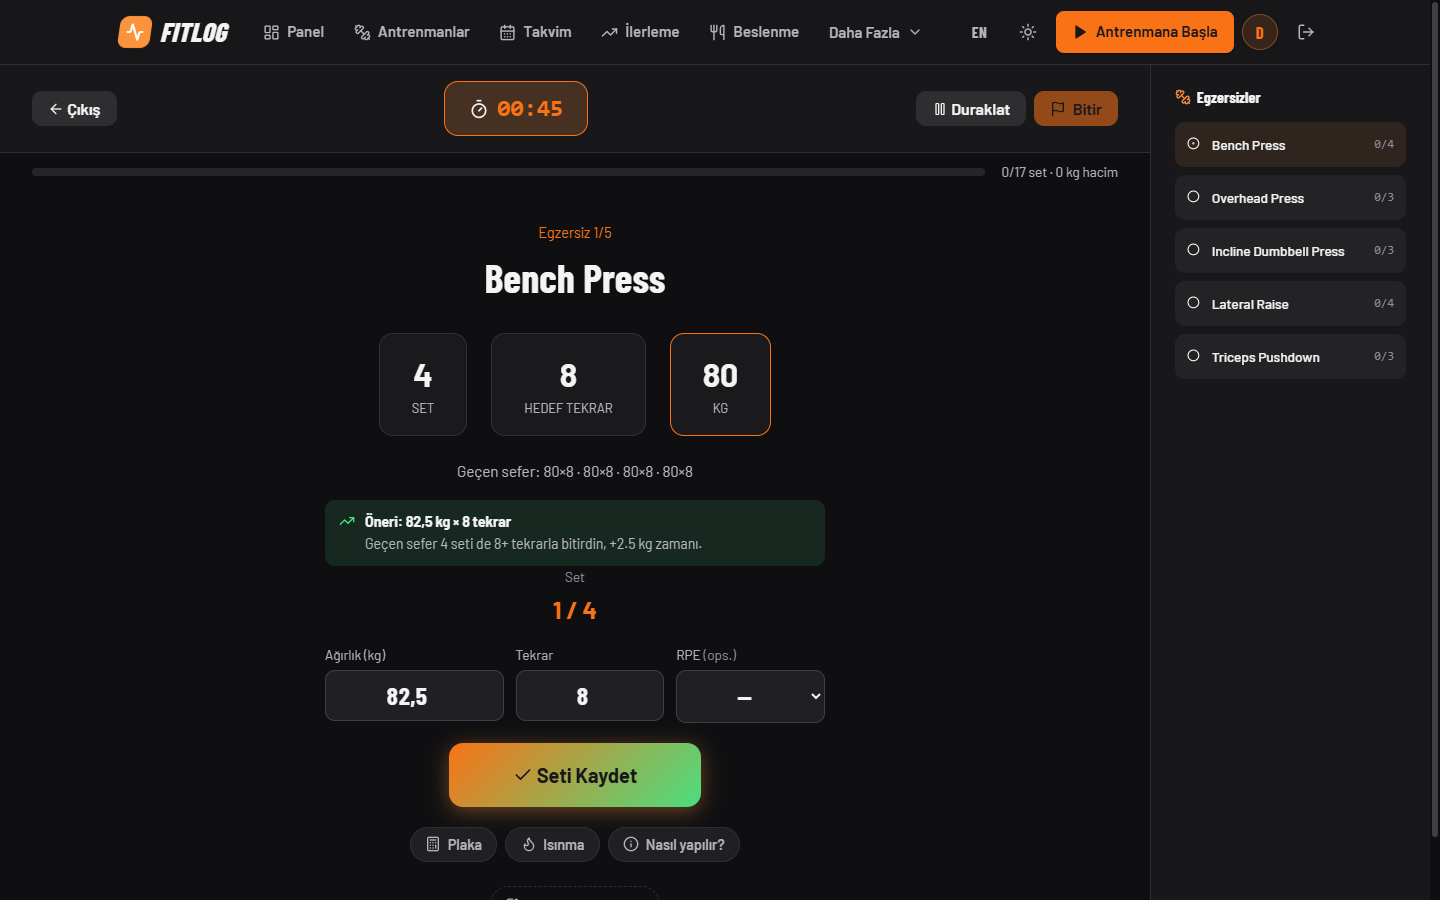 FITLOG
Panel
Antrenmanlar
Takvim
İlerleme
Beslenme
Daha Fazla
EN
Antrenmana Başla
D
Çıkış
00:45
Duraklat
Bitir
0/17 set · 0 kg hacim
Egzersiz 1/5
Bench Press
4
SET
8
HEDEF TEKRAR
80
KG
Geçen sefer: 80×8 · 80×8 · 80×8 · 80×8
Öneri: 82,5 kg × 8 tekrar
Geçen sefer 4 seti de 8+ tekrarla bitirdin, +2.5 kg zamanı.
Set
1 / 4
Ağırlık (kg)
Tekrar
RPE (ops.)
82,5
8
—
Seti Kaydet
Plaka
Isınma
Nasıl yapılır?
Egzersizler
Bench Press 0/4
Overhead Press 0/3
Incline Dumbbell Press 0/3
Lateral Raise 0/4
Triceps Pushdown 0/3